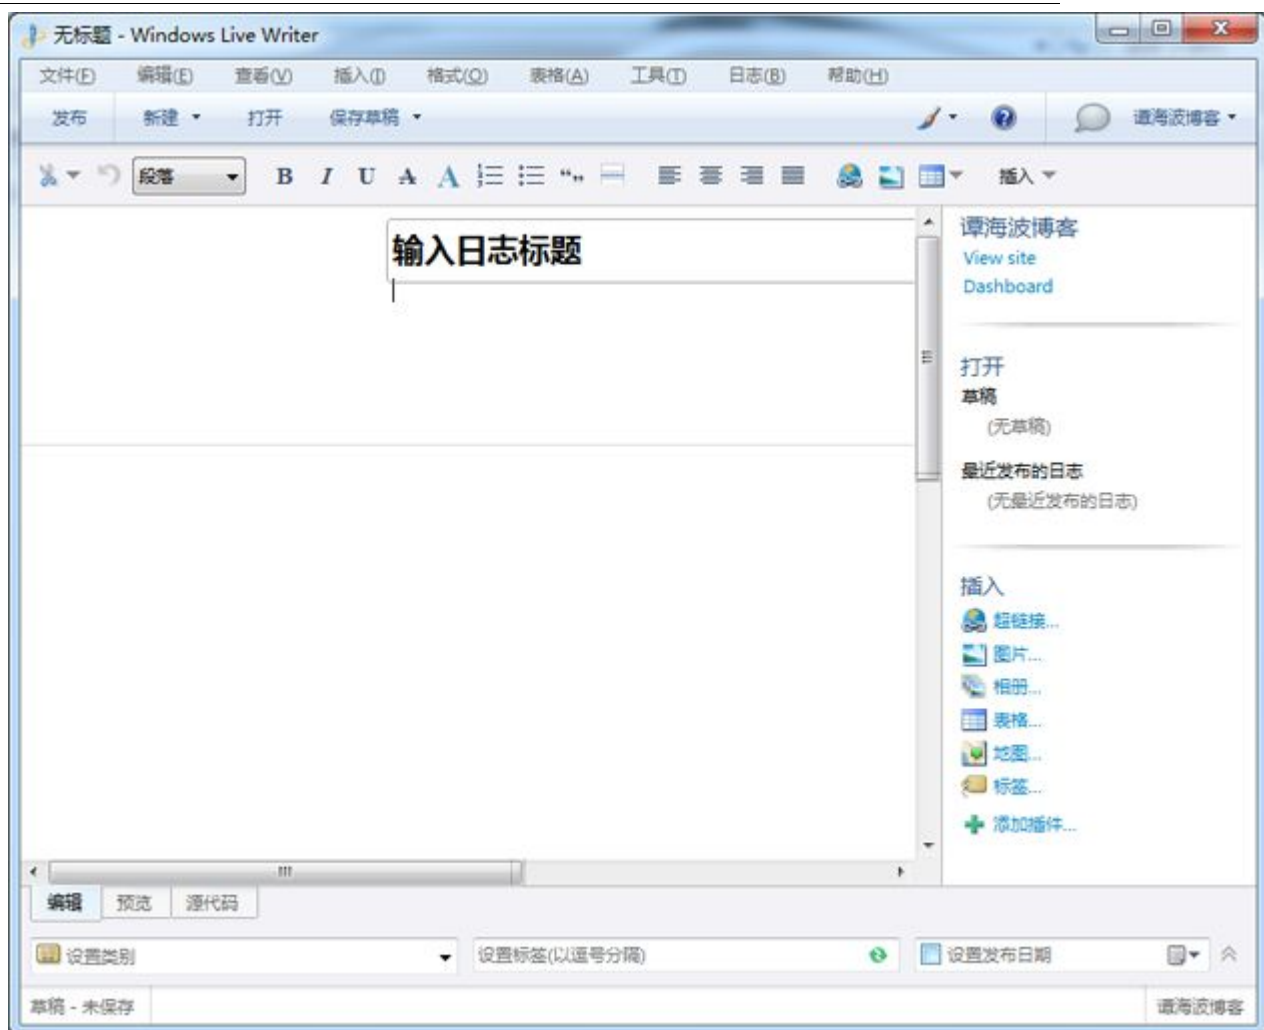 无标题 - Windows Live Writer
文件(F) 编辑(E) 查看(V) 插入(I) 格式(O) 表格(A) 工具(T) 日志(B) 帮助(H)
发布 新建 打开 保存草稿 谭海波博客
段落 B I U A A 插入
输入日志标题
谭海波博客
View site
Dashboard
打开
草稿
(无草稿)
最近发布的日志
(无最近发布的日志)
插入
超链接...
图片...
相册...
表格...
地图...
标签...
添加插件...
编辑 预览 源代码
设置类别 设置标签(以逗号分隔) 设置发布日期
草稿 - 未保存 谭海波博客